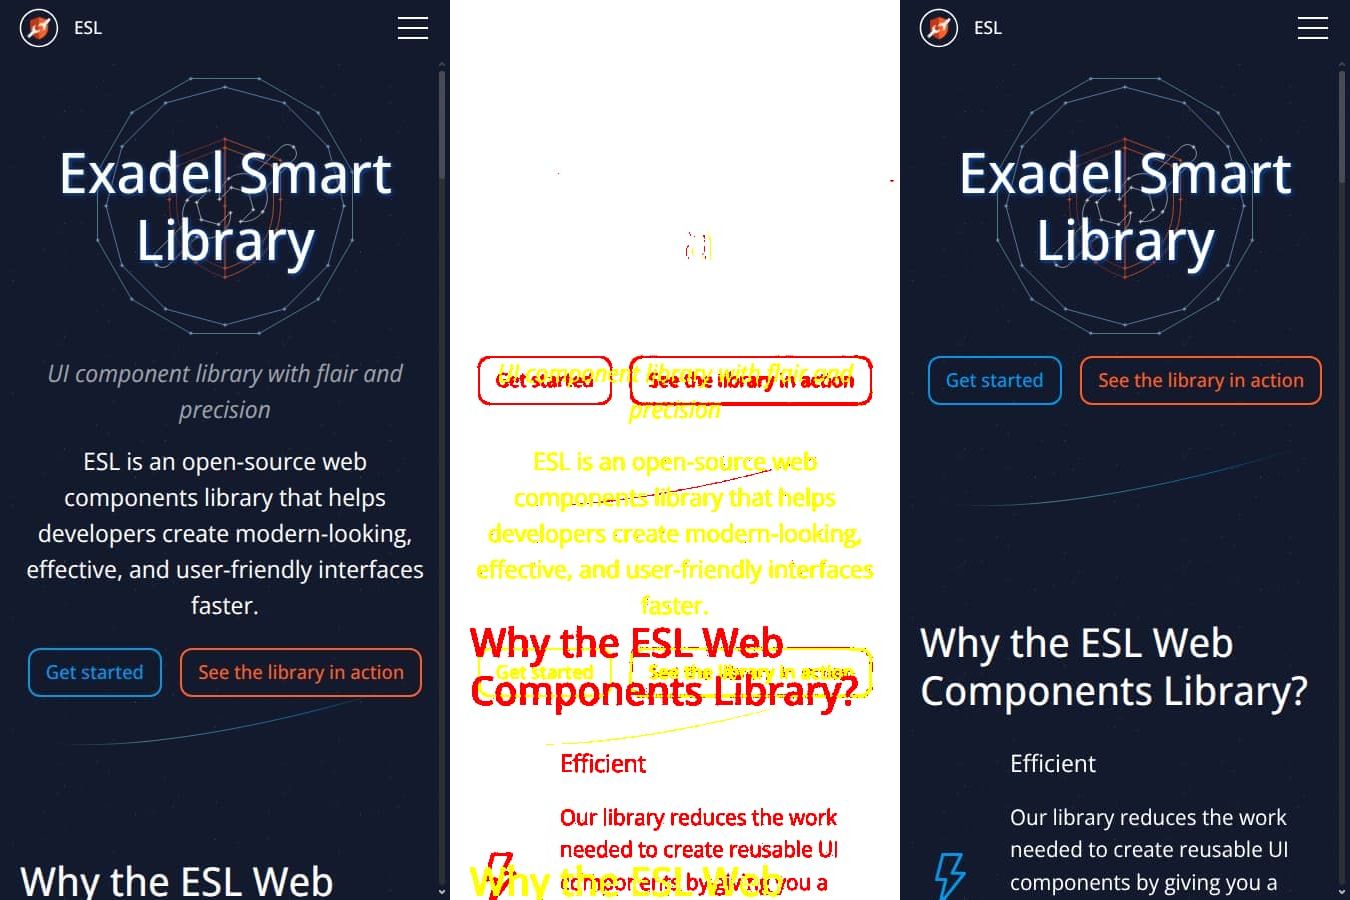 ESL
Exadel Smart
Library
UI component library with flair and
precision
ESL is an open-source web
components library that helps
developers create modern-looking,
effective, and user-friendly interfaces
faster.
Get started
See the library in action
Why the ESL Web
Get started
See the library in action
UI component library with flair and
precision
ESL is an open-source web
components library that helps
developers create modern-looking,
effective, and user-friendly interfaces
faster.
Why the ESL Web
Get started
See the library in action
Components Library?
Efficient
Our library reduces the work
needed to create reusable UI
components by giving you a
Why the ESL Web
ESL
Exadel Smart
Library
Get started
See the library in action
Why the ESL Web
Components Library?
Efficient
Our library reduces the work
needed to create reusable UI
components by giving you a